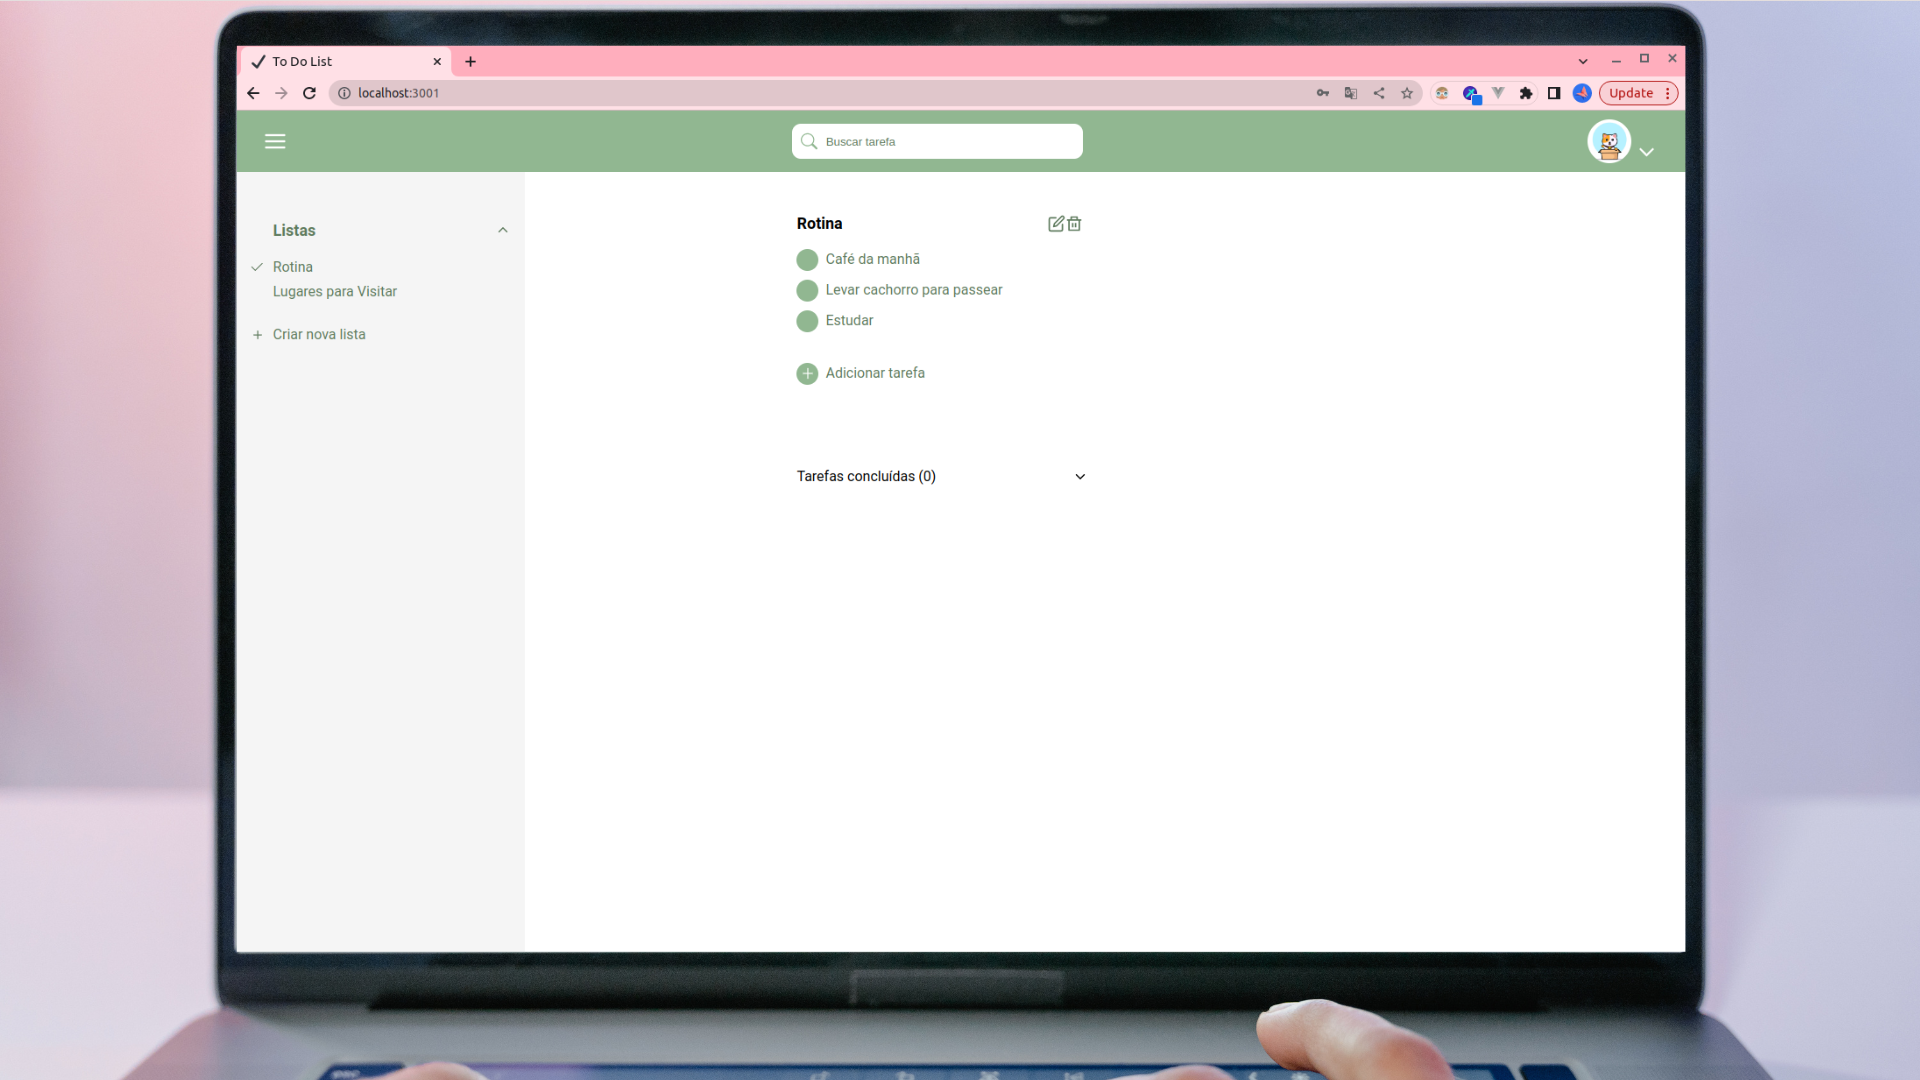 To Do List
localhost:3001
Update
Buscar tarefa
Listas
Rotina
Lugares para Visitar
+ Criar nova lista
Rotina
Café da manhã
Levar cachorro para passear
Estudar
Adicionar tarefa
Tarefas concluídas (0)
esc